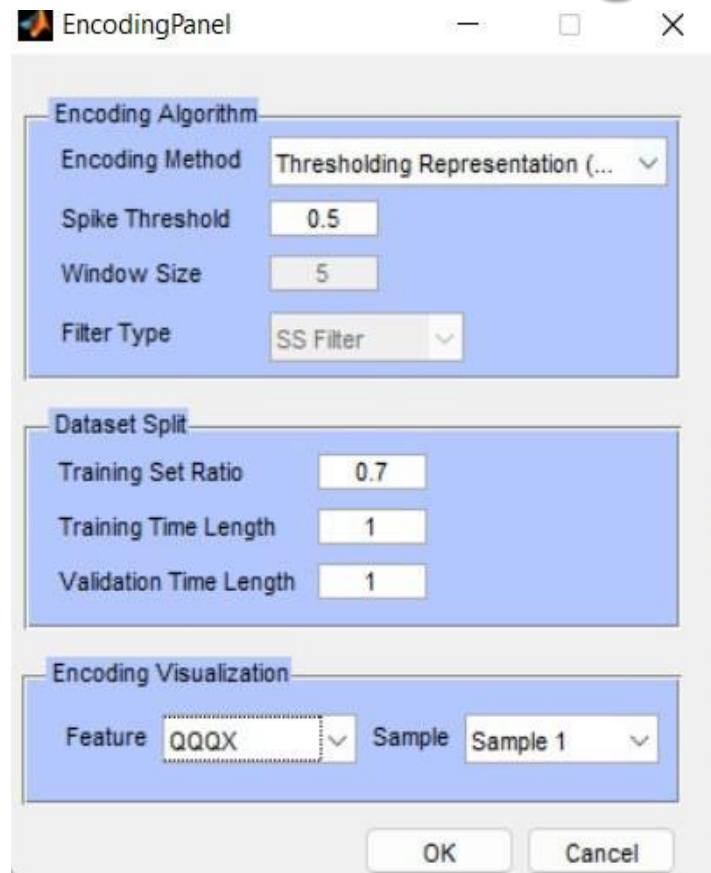 EncodingPanel
Encoding Algorithm
Encoding Method Thresholding Representation (...
Spike Threshold 0.5
Window Size 5
Filter Type SS Filter
Dataset Split
Training Set Ratio 0.7
Training Time Length 1
Validation Time Length 1
Encoding Visualization
Feature QQQX Sample Sample 1
OK Cancel